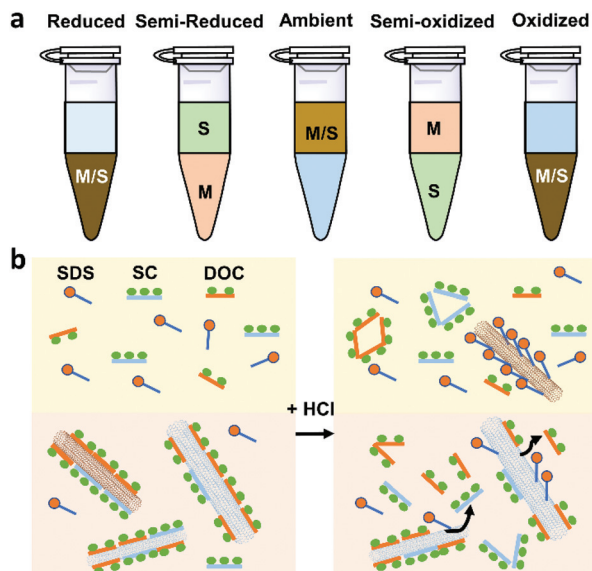 a
Reduced Semi-Reduced Ambient Semi-oxidized Oxidized
S M/S M
M/S M S M/S
b
SDS SC DOC
+ HCl